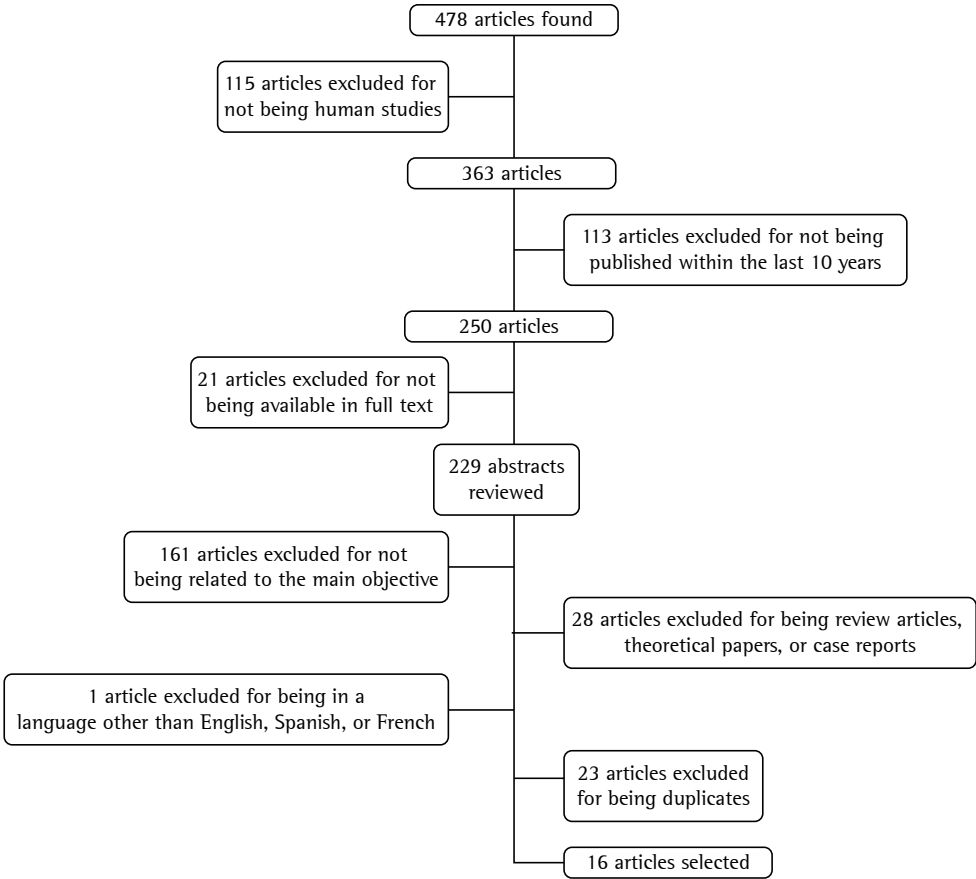 478 articles found
115 articles excluded for
not being human studies
363 articles
113 articles excluded for not being
published within the last 10 years
250 articles
21 articles excluded for not
being available in full text
229 abstracts
reviewed
161 articles excluded for not
being related to the main objective
28 articles excluded for being review articles,
theoretical papers, or case reports
1 article excluded for being in a
language other than English, Spanish, or French
23 articles excluded
for being duplicates
16 articles selected